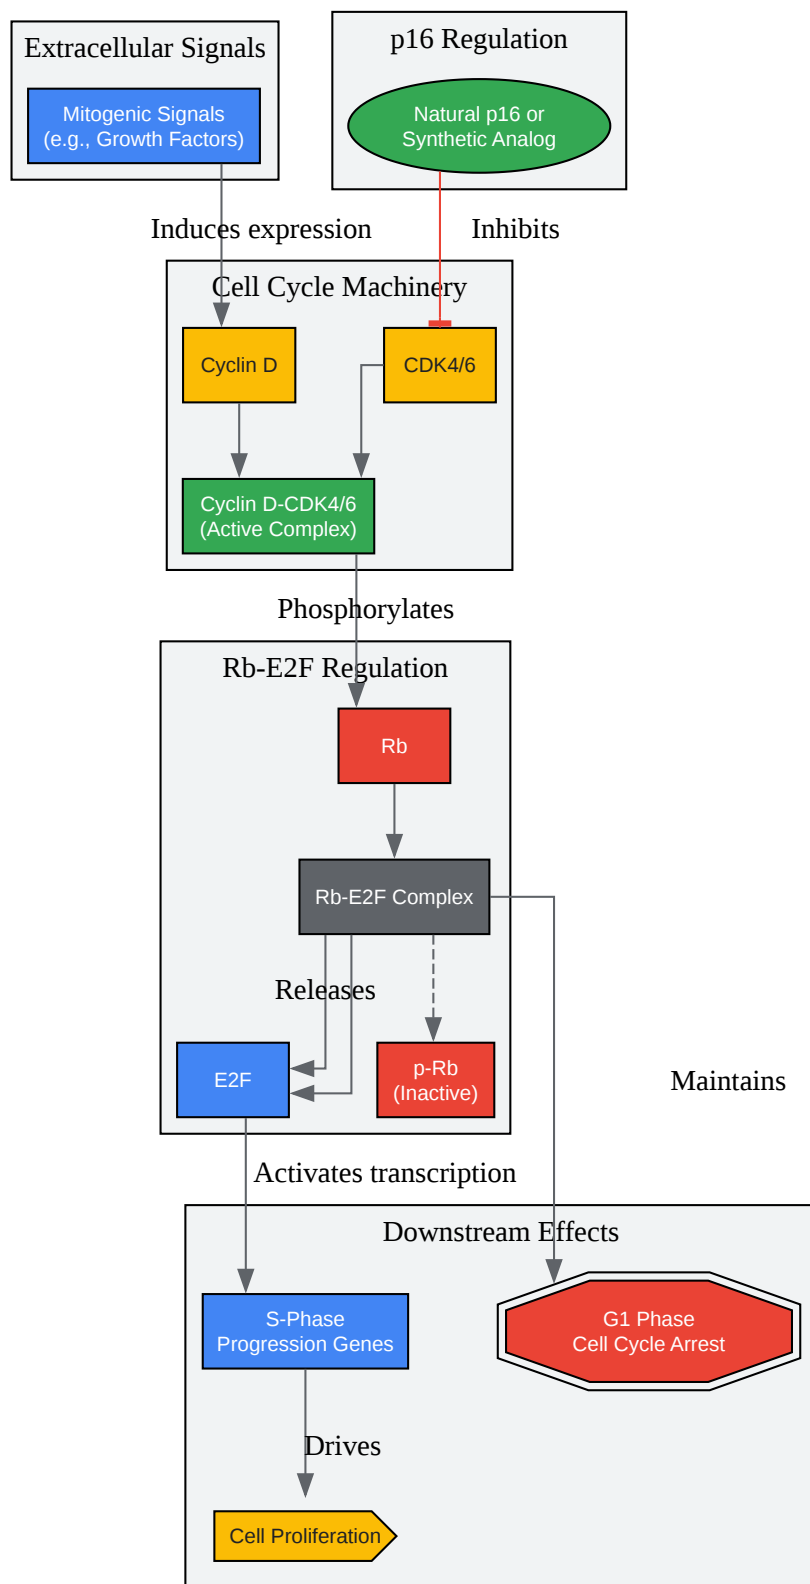 Extracellular Signals
Mitogenic Signals
(e.g., Growth Factors)
p16 Regulation
Natural p16 or
Synthetic Analog
Induces expression
Inhibits
Cell Cycle Machinery
Cyclin D
CDK4/6
Cyclin D-CDK4/6
(Active Complex)
Phosphorylates
Rb-E2F Regulation
Rb
Rb-E2F Complex
Releases
E2F
p-Rb
(Inactive)
Maintains
Activates transcription
Downstream Effects
S-Phase
Progression Genes
G1 Phase
Cell Cycle Arrest
Drives
Cell Proliferation